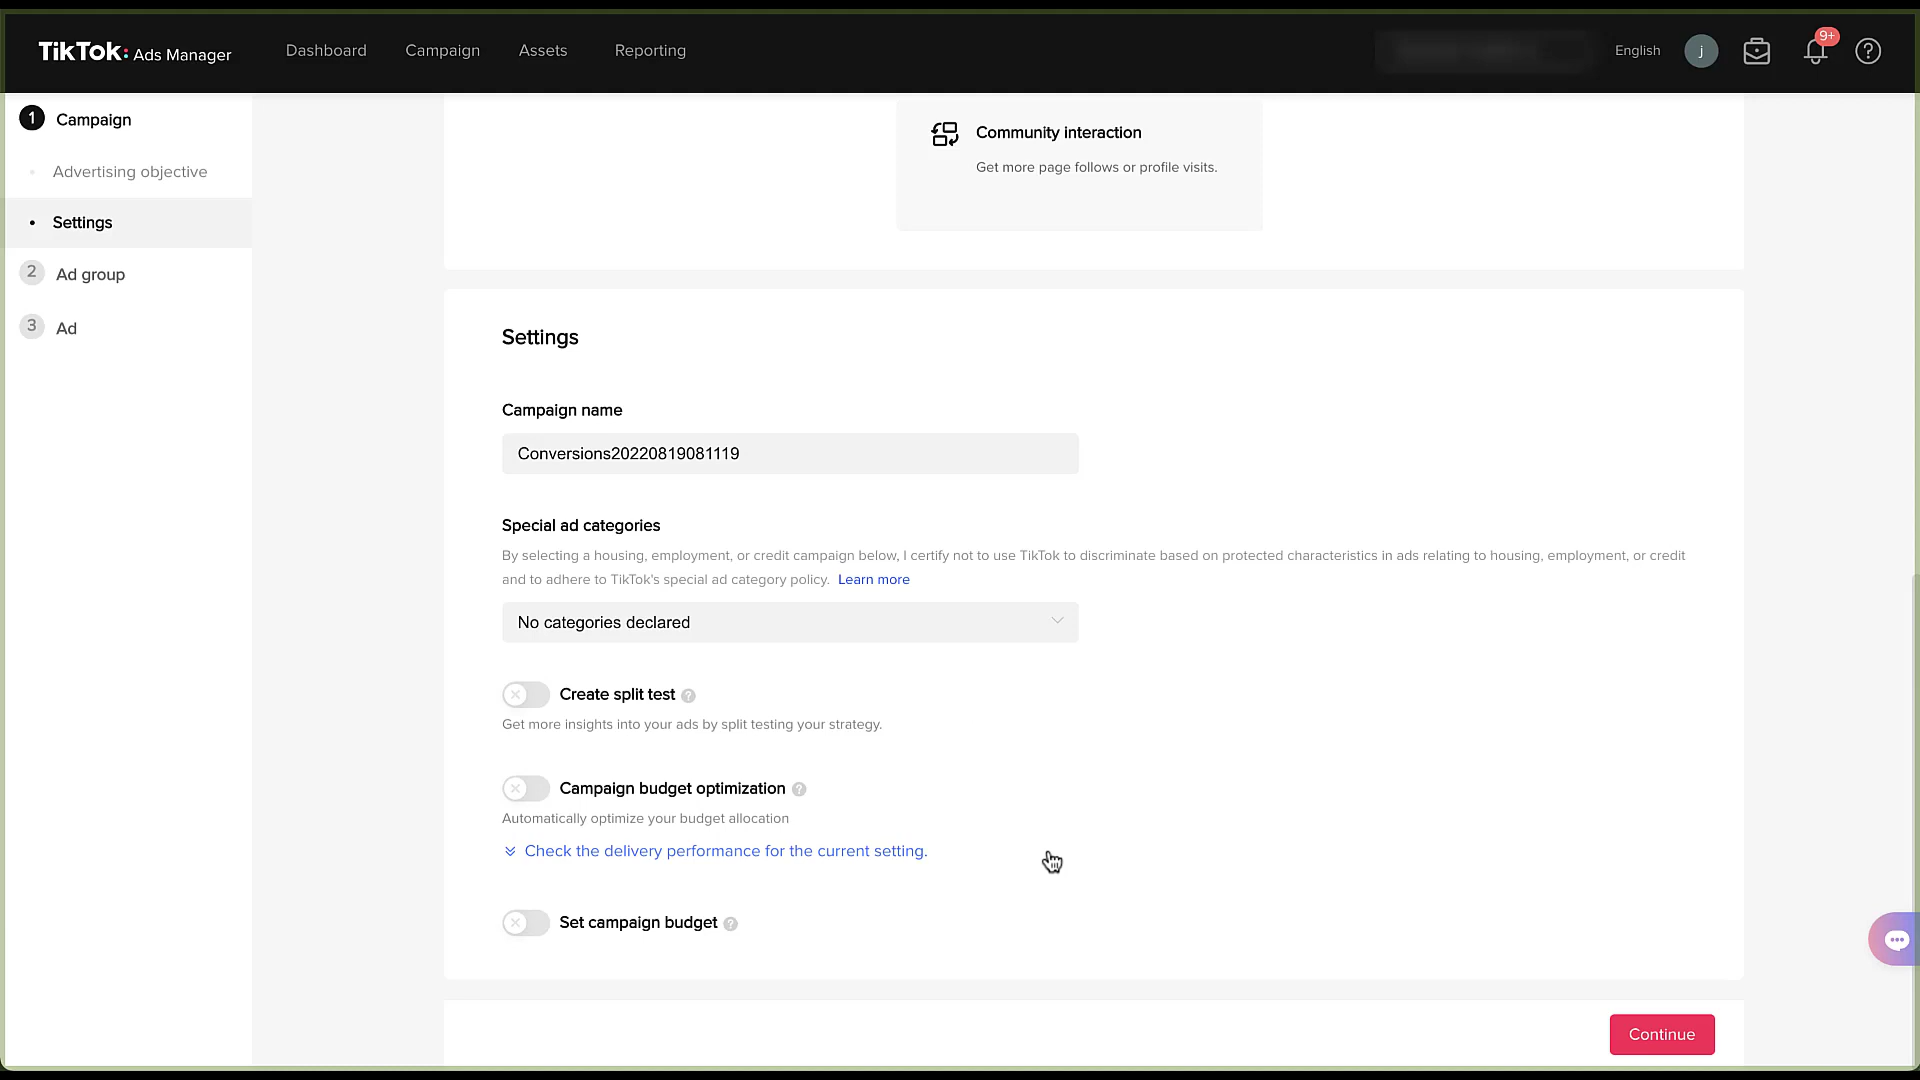 TikTok: Ads Manager
Dashboard
Campaign
Assets
Reporting
English
j
9+
?
1 Campaign
Advertising objective
Settings
2 Ad group
3 Ad
Community interaction
Get more page follows or profile visits.
Settings
Campaign name
Conversions20220819081119
Special ad categories
By selecting a housing, employment, or credit campaign below, I certify not to use TikTok to discriminate based on protected characteristics in ads relating to housing, employment, or credit
and to adhere to TikTok's special ad category policy. Learn more
No categories declared
Create split test ?
Get more insights into your ads by split testing your strategy.
Campaign budget optimization ?
Automatically optimize your budget allocation
Check the delivery performance for the current setting.
Set campaign budget ?
Continue